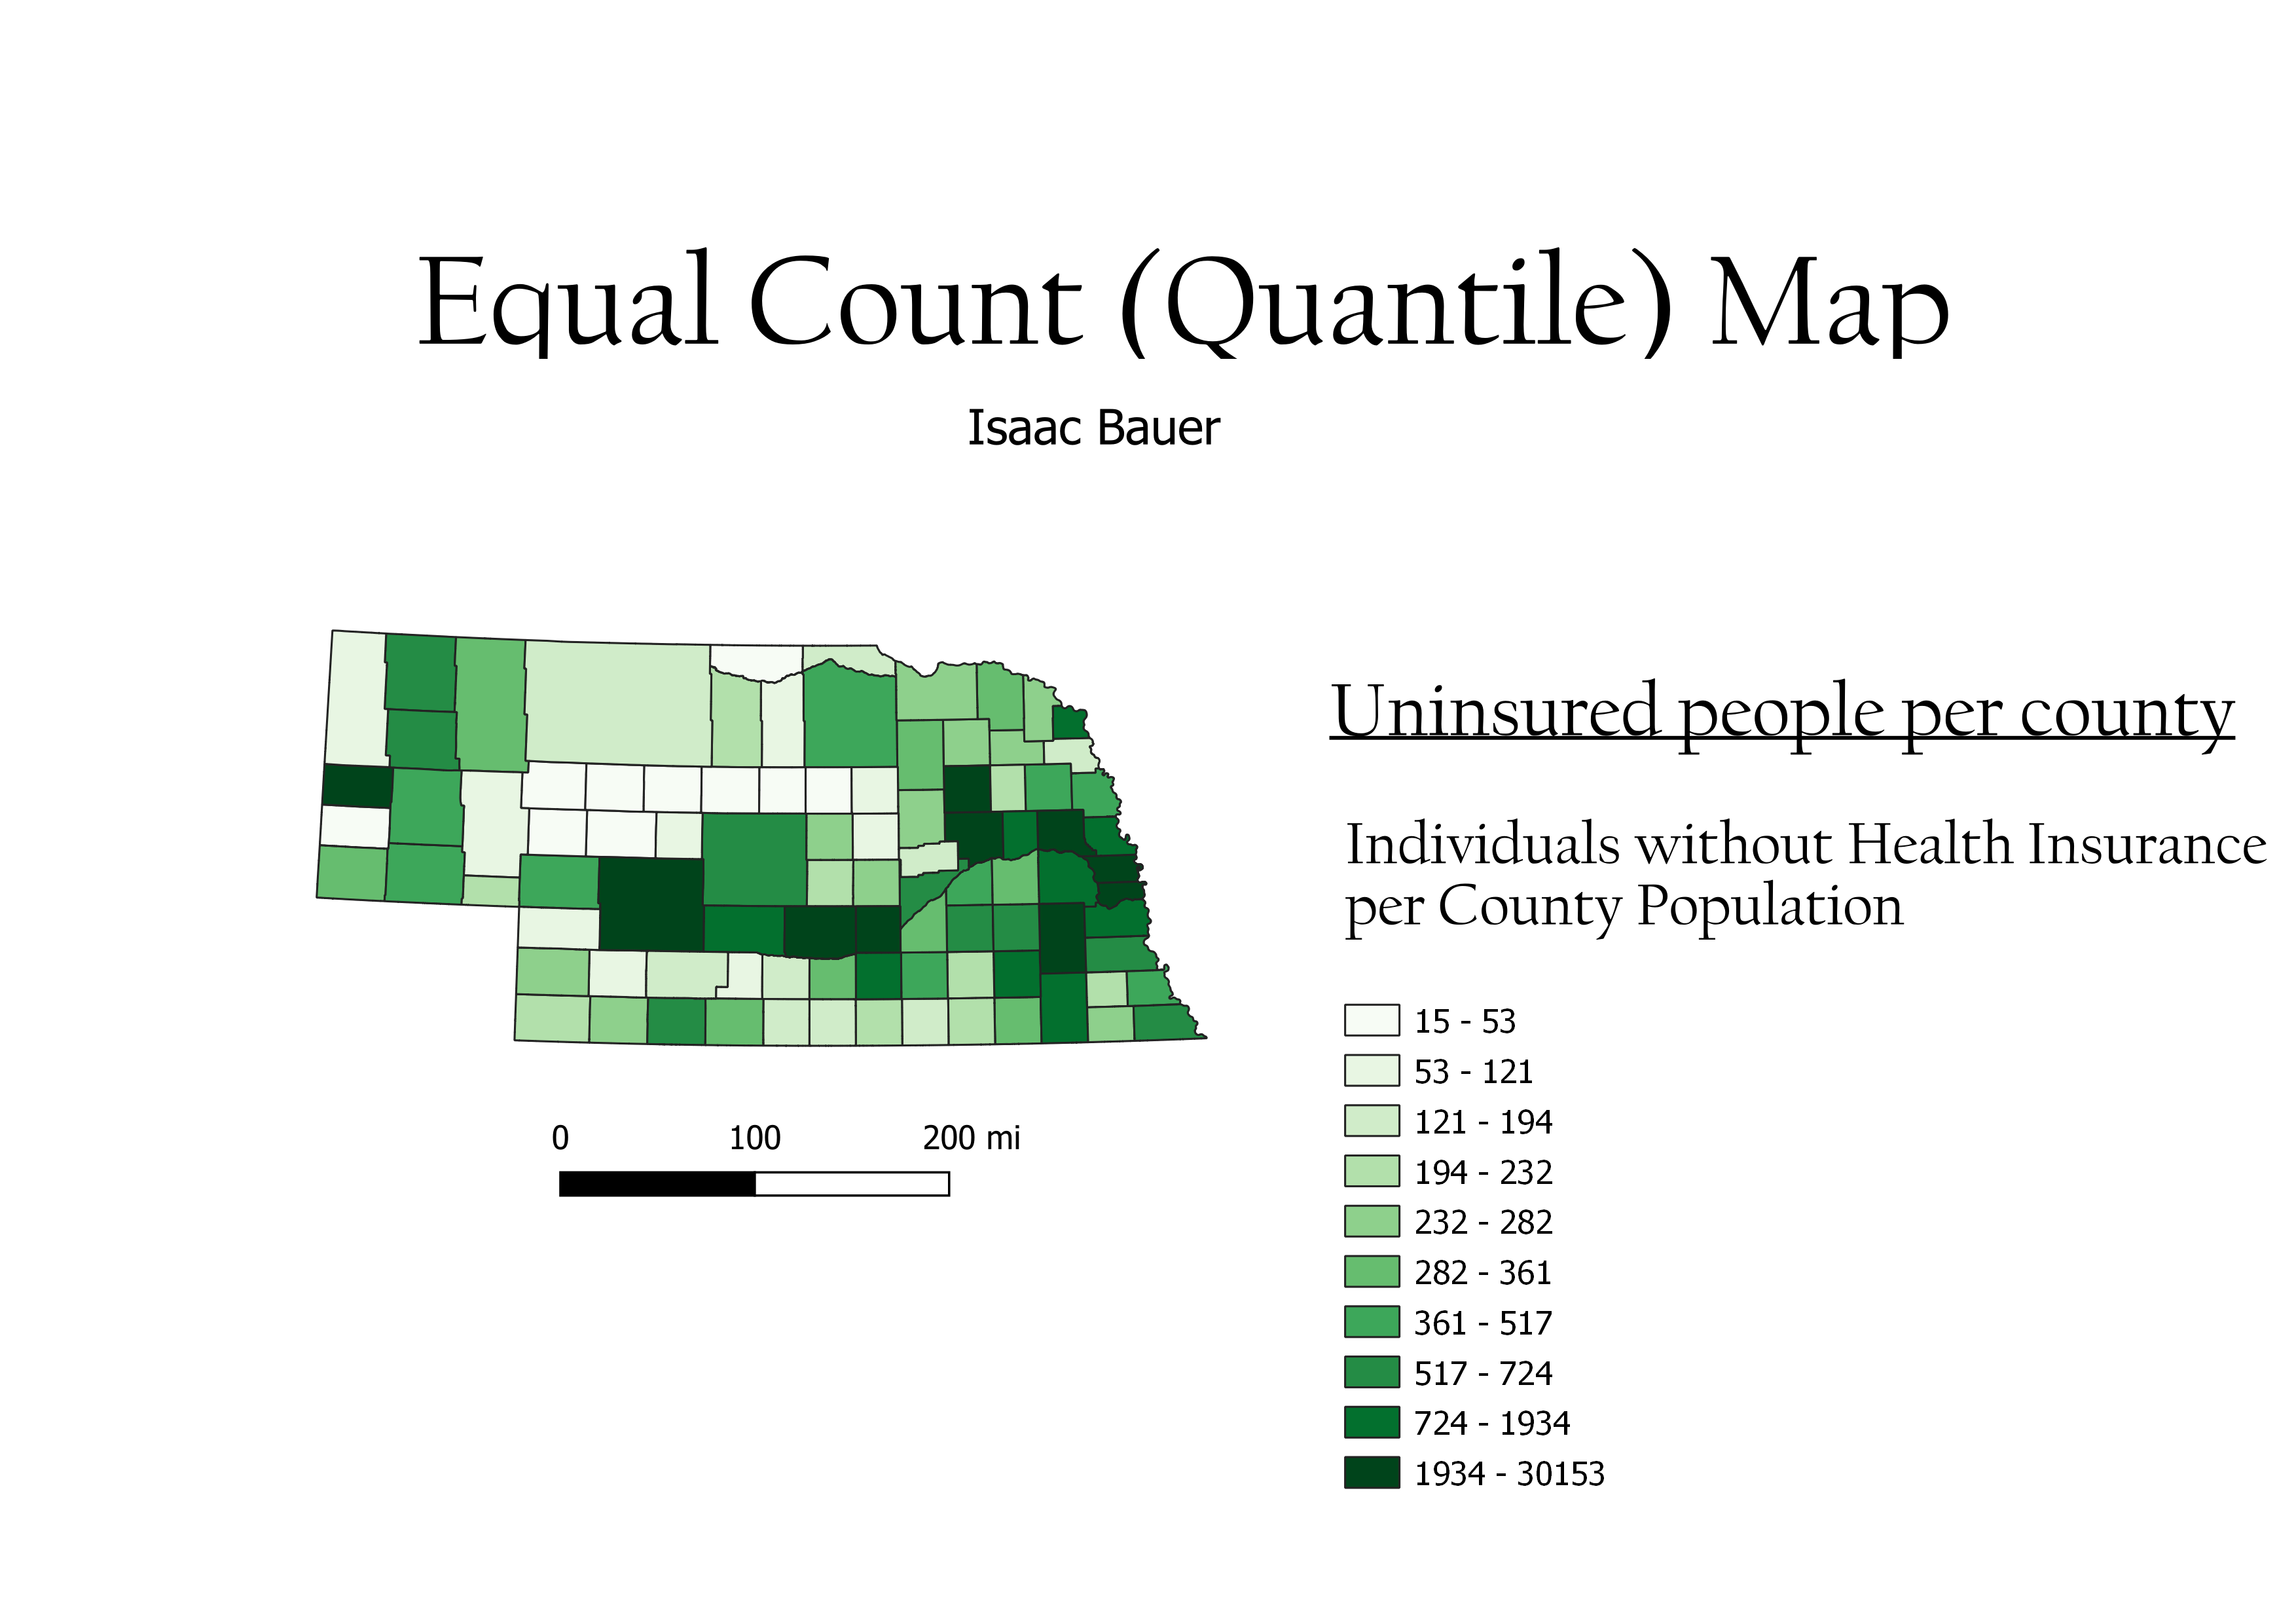 Equal Count (Quantile) Map
Isaac Bauer
Uninsured people per county
Individuals without Health Insurance
per County Population
15 - 53
53 - 121
121 - 194
194 - 232
232 - 282
282 - 361
361 - 517
517 - 724
724 - 1934
1934 - 30153
0 100 200 mi